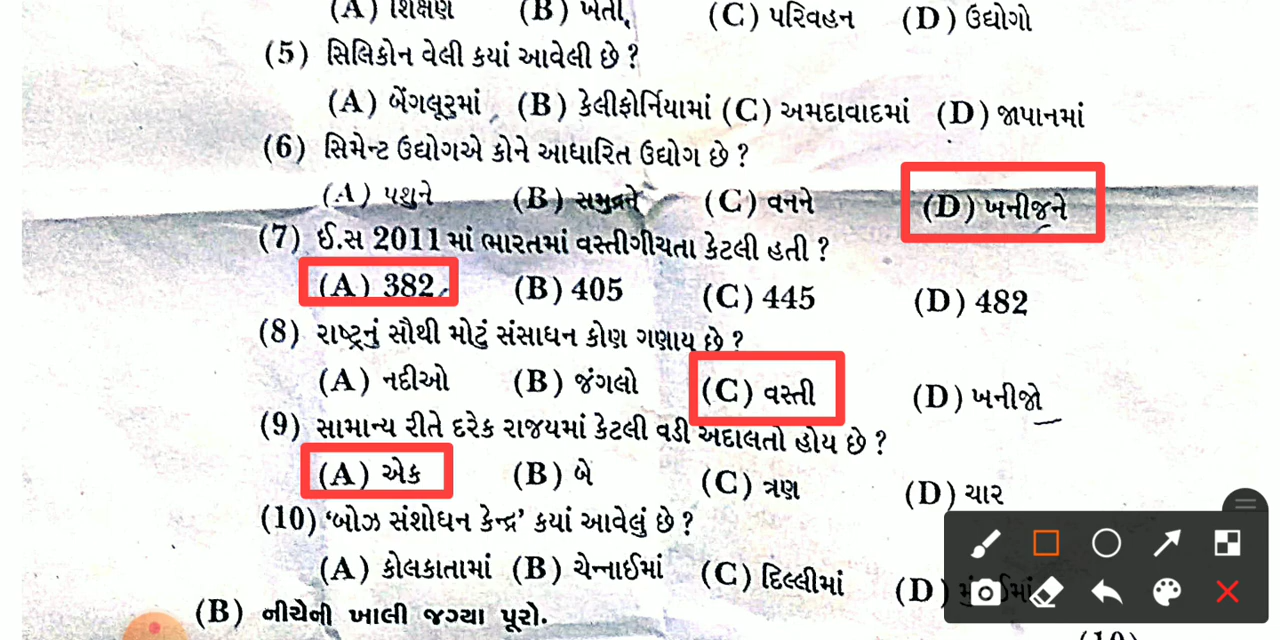 (A) શિક્ષણ (B) ખેતી (C) પરિવહન (D) ઉદ્યોગો
(5) સિલિકોન વેલી કયાં આવેલી છે ?
(A) બેંગલૂરુમાં (B) કેલીફોર્નિયામાં (C) અમદાવાદમાં (D) જાપાનમાં
(6) સિમેન્ટ ઉદ્યોગએ કોને આધારિત ઉદ્યોગ છે ?
(A) પશુને (B) સમુદ્રને (C) વનને (D) ખનીજને
(7) ઈ.સ 2011માં ભારતમાં વસ્તીગીચતા કેટલી હતી ?
(A) 382 (B) 405 (C) 445 (D) 482
(8) રાષ્ટ્રનું સૌથી મોટું સંસાધન કોણ ગણાય છે ?
(A) નદીઓ (B) જંગલો (C) વસ્તી (D) ખનીજો
(9) સામાન્ય રીતે દરેક રાજયમાં કેટલી વડી અદાલતો હોય છે ?
(A) એક (B) બે (C) ત્રણ (D) ચાર
(10) ‘બોઝ સંશોધન કેન્દ્ર’ કયાં આવેલું છે ?
(A) કોલકાતામાં (B) ચેન્નાઈમાં (C) દિલ્લીમાં (D)
(B) નીચેની ખાલી જગ્યા પૂરો.